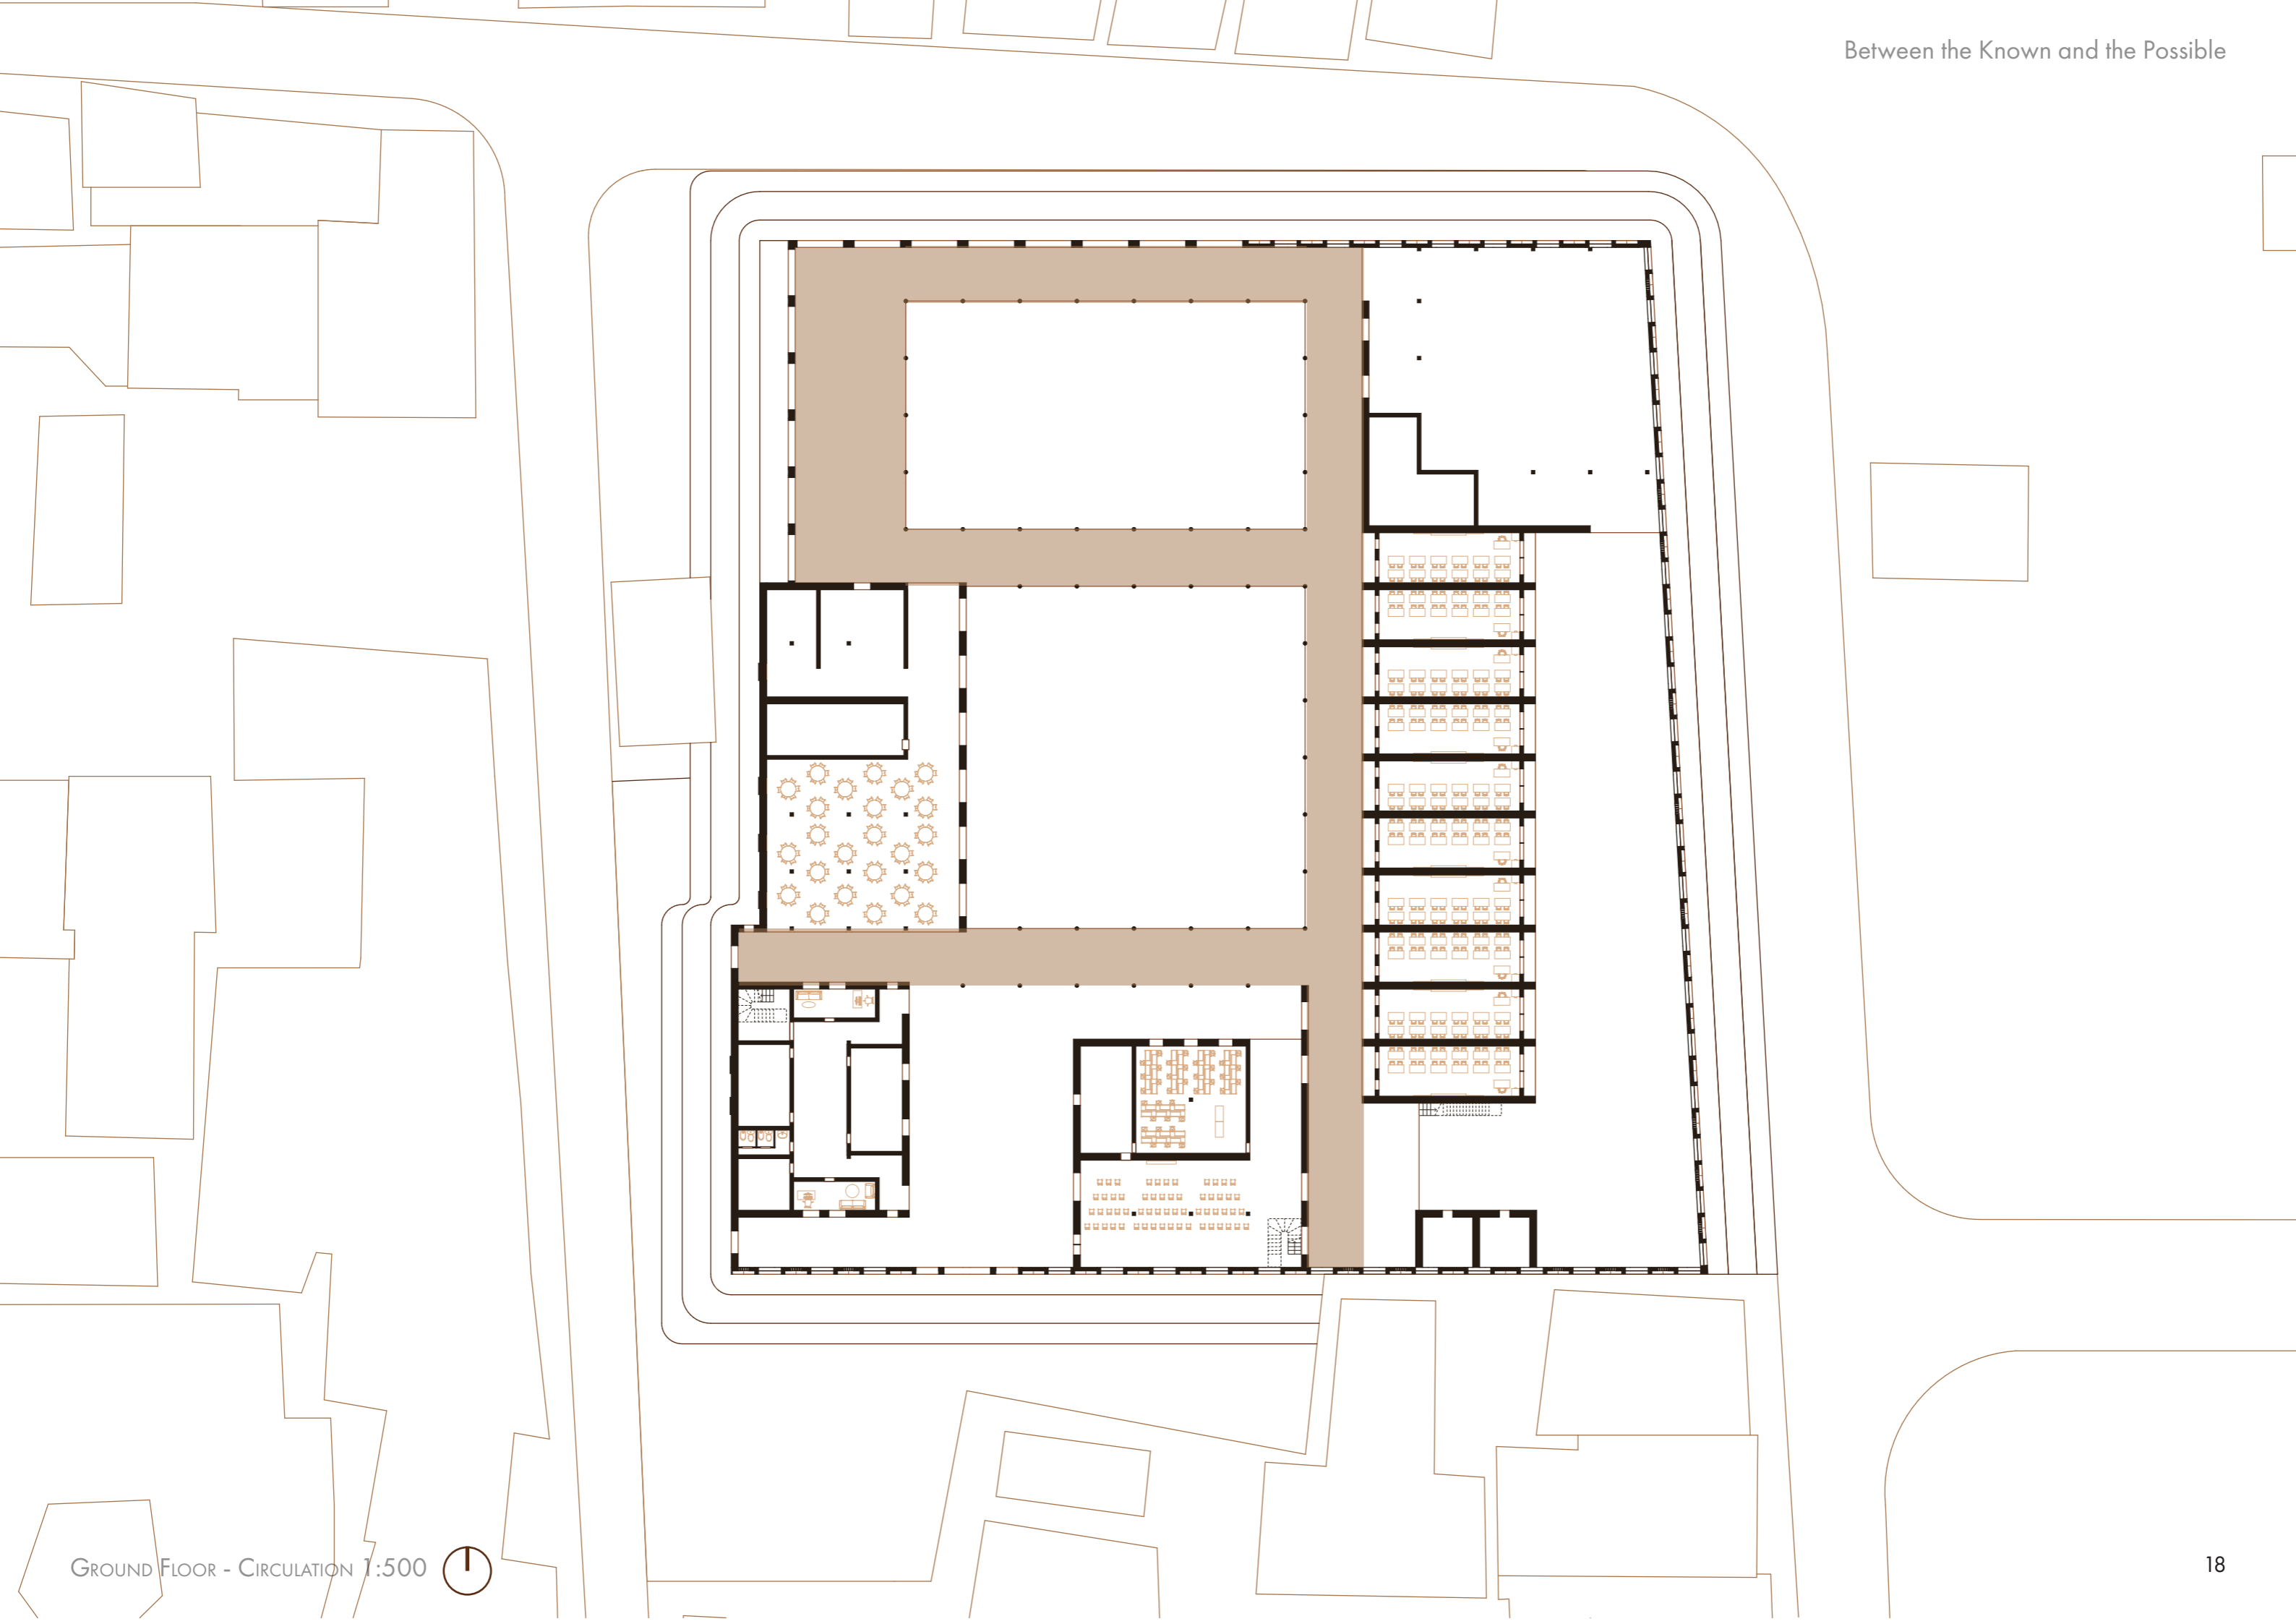 Between the Known and the Possible
Ground Floor - Circulation 1:500
18